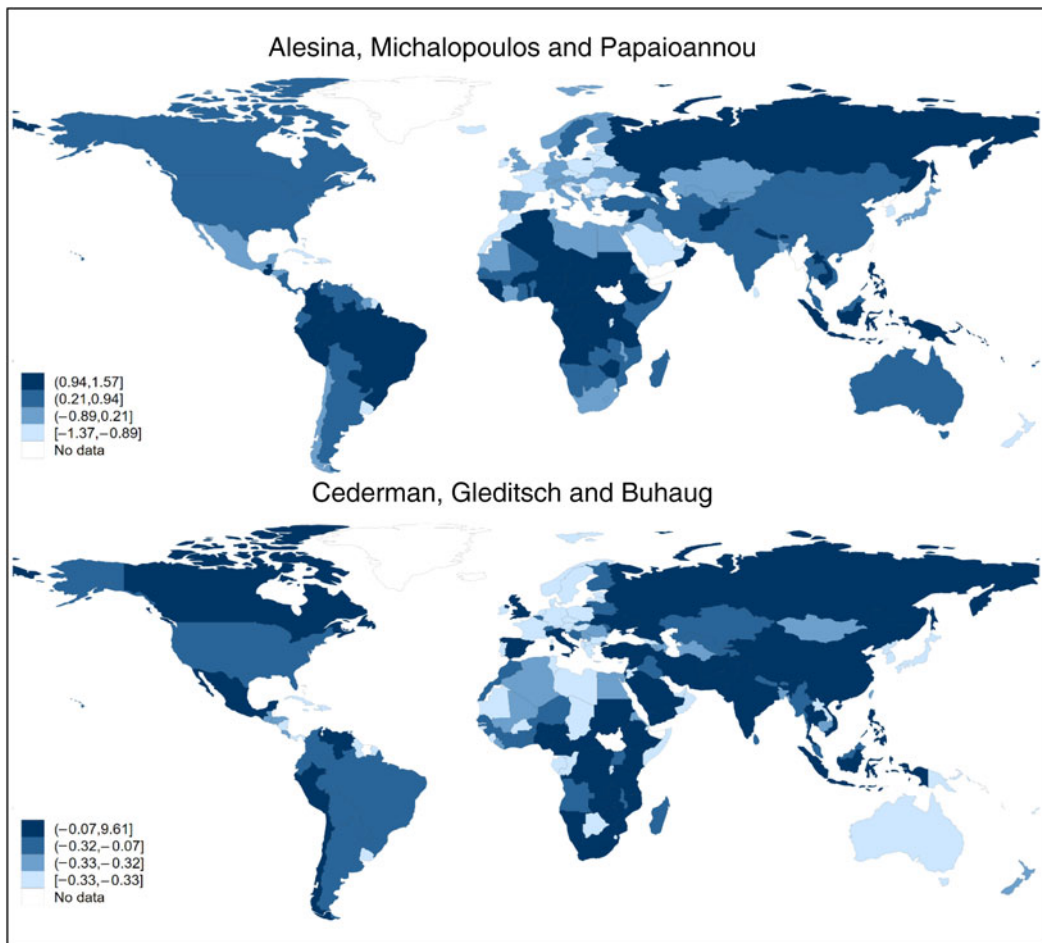 Alesina, Michalopoulos and Papaioannou
(0.94,1.57]
(0.21,0.94]
(−0.89,0.21]
[−1.37,−0.89]
No data
Cederman, Gleditsch and Buhaug
(−0.07,9.61]
(−0.32,−0.07]
(−0.33,−0.32]
[−0.33,−0.33]
No data